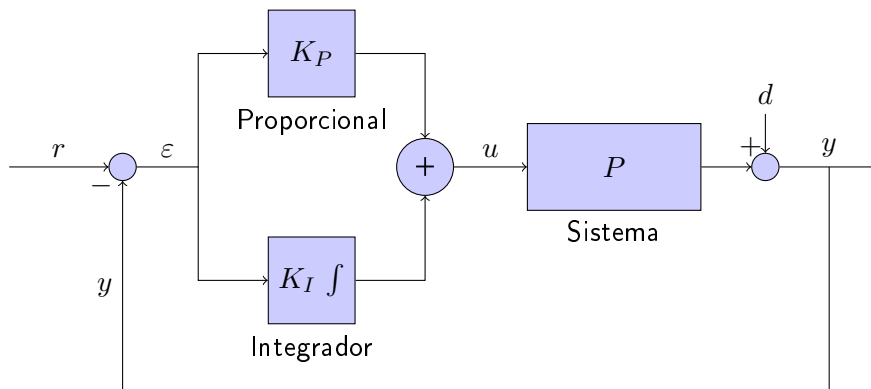 K_P
Proporcional
r
ε
−
+
u
P
Sistema
d
+
y
y
K_I ∫
Integrador